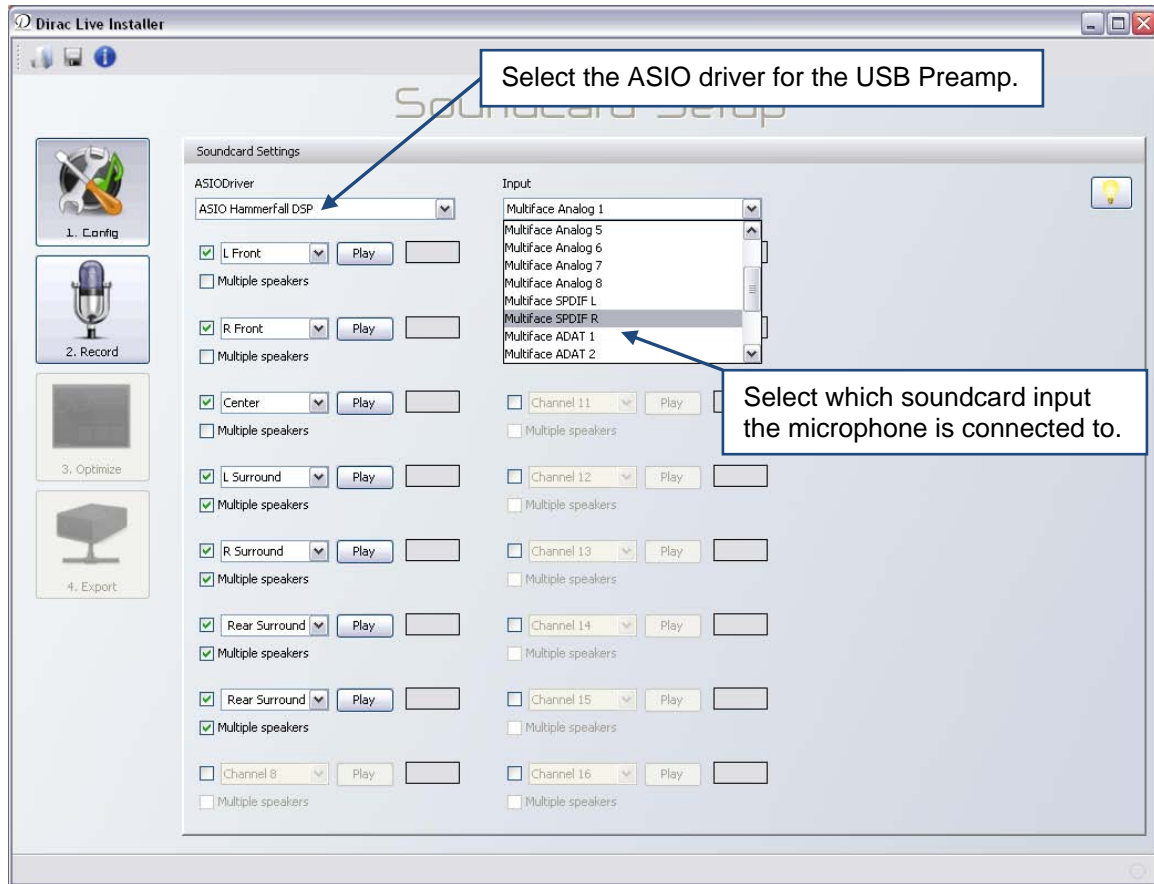 Dirac Live Installer
Select the ASIO driver for the USB Preamp.
Soundcard Setup
Soundcard Settings
ASIODriver
Input
ASIO Hammerfall DSP
Multiface Analog 1
1. Config
Multiface Analog 5
Multiface Analog 6
Multiface Analog 7
Multiface Analog 8
Multiface SPDIF L
Multiface SPDIF R
Multiface ADAT 1
Multiface ADAT 2
L Front Play
Multiple speakers
R Front Play
Multiple speakers
2. Record
Select which soundcard input
the microphone is connected to.
Center Play
Multiple speakers
Channel 11 Play
Multiple speakers
3. Optimize
L Surround Play
Multiple speakers
Channel 12 Play
Multiple speakers
R Surround Play
Multiple speakers
Channel 13 Play
Multiple speakers
4. Export
Rear Surround Play
Multiple speakers
Channel 14 Play
Multiple speakers
Rear Surround Play
Multiple speakers
Channel 15 Play
Multiple speakers
Channel 8 Play
Multiple speakers
Channel 16 Play
Multiple speakers